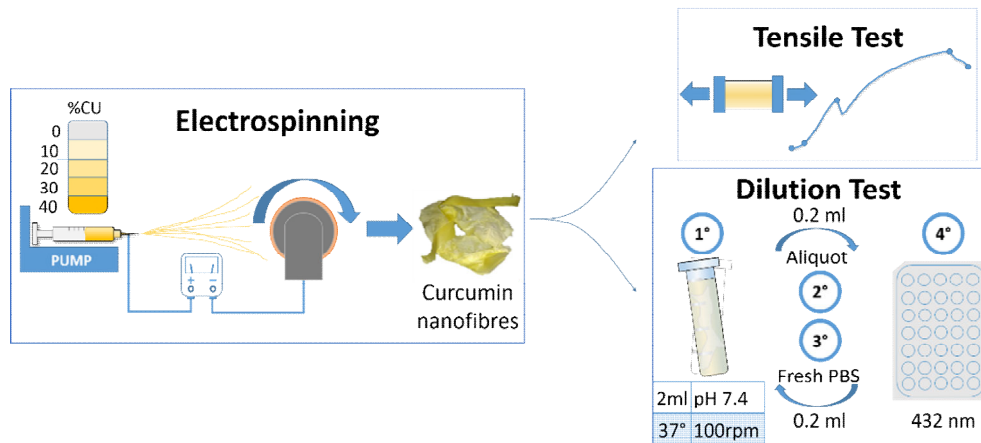 Electrospinning
%CU
0
10
20
30
40
PUMP
+ −
Curcumin
nanofibres
Tensile Test
Dilution Test
1°
0.2 ml
Aliquot
2°
3°
Fresh PBS
0.2 ml
4°
2ml pH 7.4
37° 100rpm
432 nm